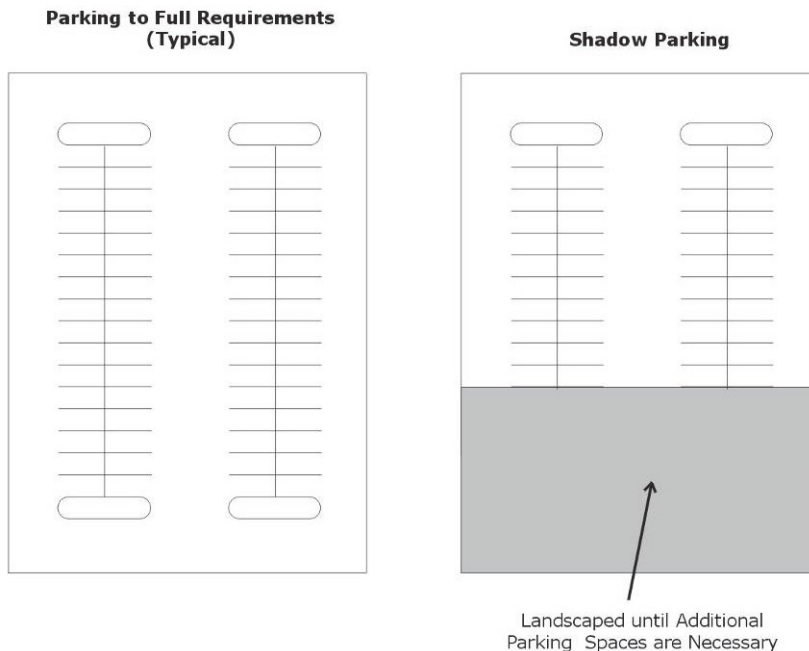 Parking to Full Requirements
(Typical)
Shadow Parking
Landscaped until Additional
Parking Spaces are Necessary